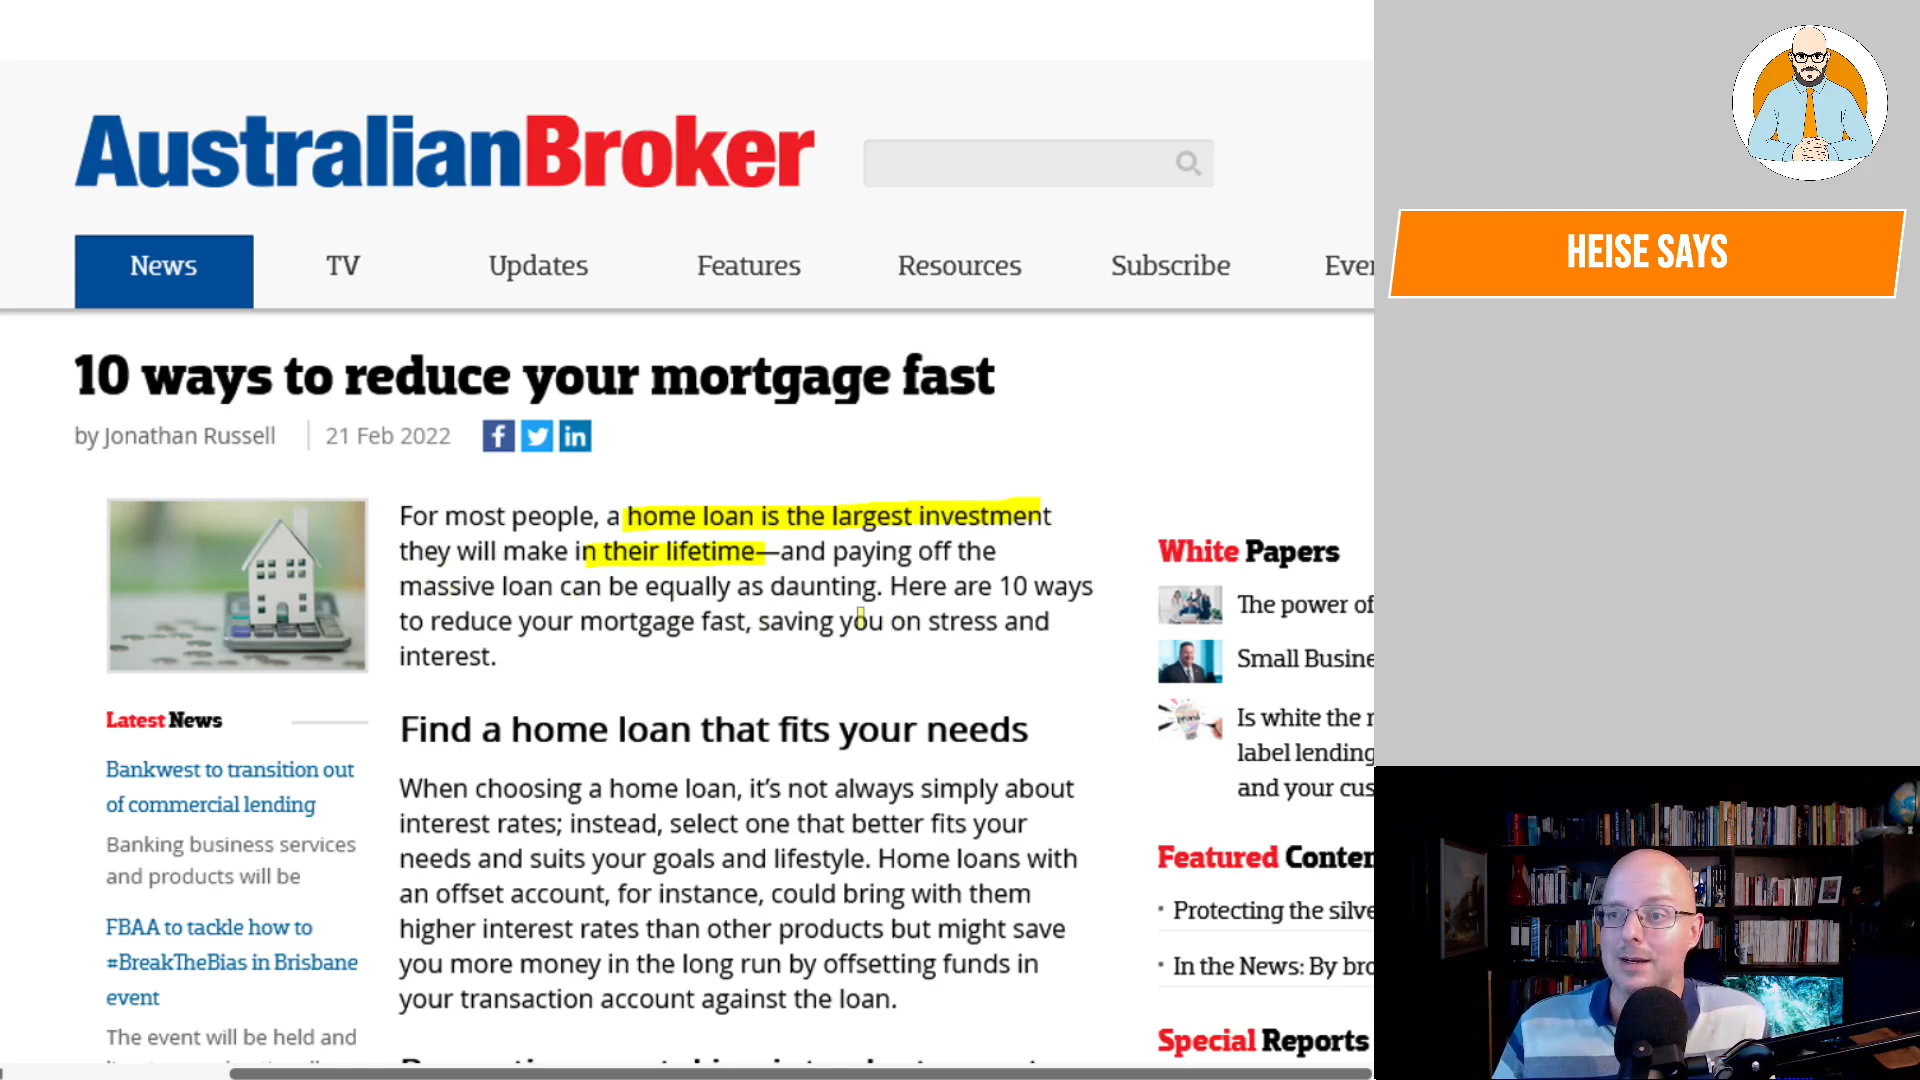 AustralianBroker
News
TV
Updates
Features
Resources
Subscribe
10 ways to reduce your mortgage fast
by Jonathan Russell
21 Feb 2022
For most people, a home loan is the largest investment
they will make in their lifetime—and paying off the
massive loan can be equally as daunting. Here are 10 ways
to reduce your mortgage fast, saving you on stress and
interest.
Find a home loan that fits your needs
When choosing a home loan, it's not always simply about
interest rates; instead, select one that better fits your
needs and suits your goals and lifestyle. Home loans with
an offset account, for instance, could bring with them
higher interest rates than other products but might save
you more money in the long run by offsetting funds in
your transaction account against the loan.
Latest News
Bankwest to transition out
of commercial lending
Banking business services
and products will be
FBAA to tackle how to
#BreakTheBias in Brisbane
event
The event will be held and
White Papers
The power of
Small Busine
Is white the
label lending
and your cus
Featured Conten
Protecting the silve
In the News: By bro
Special Reports
HEISE SAYS